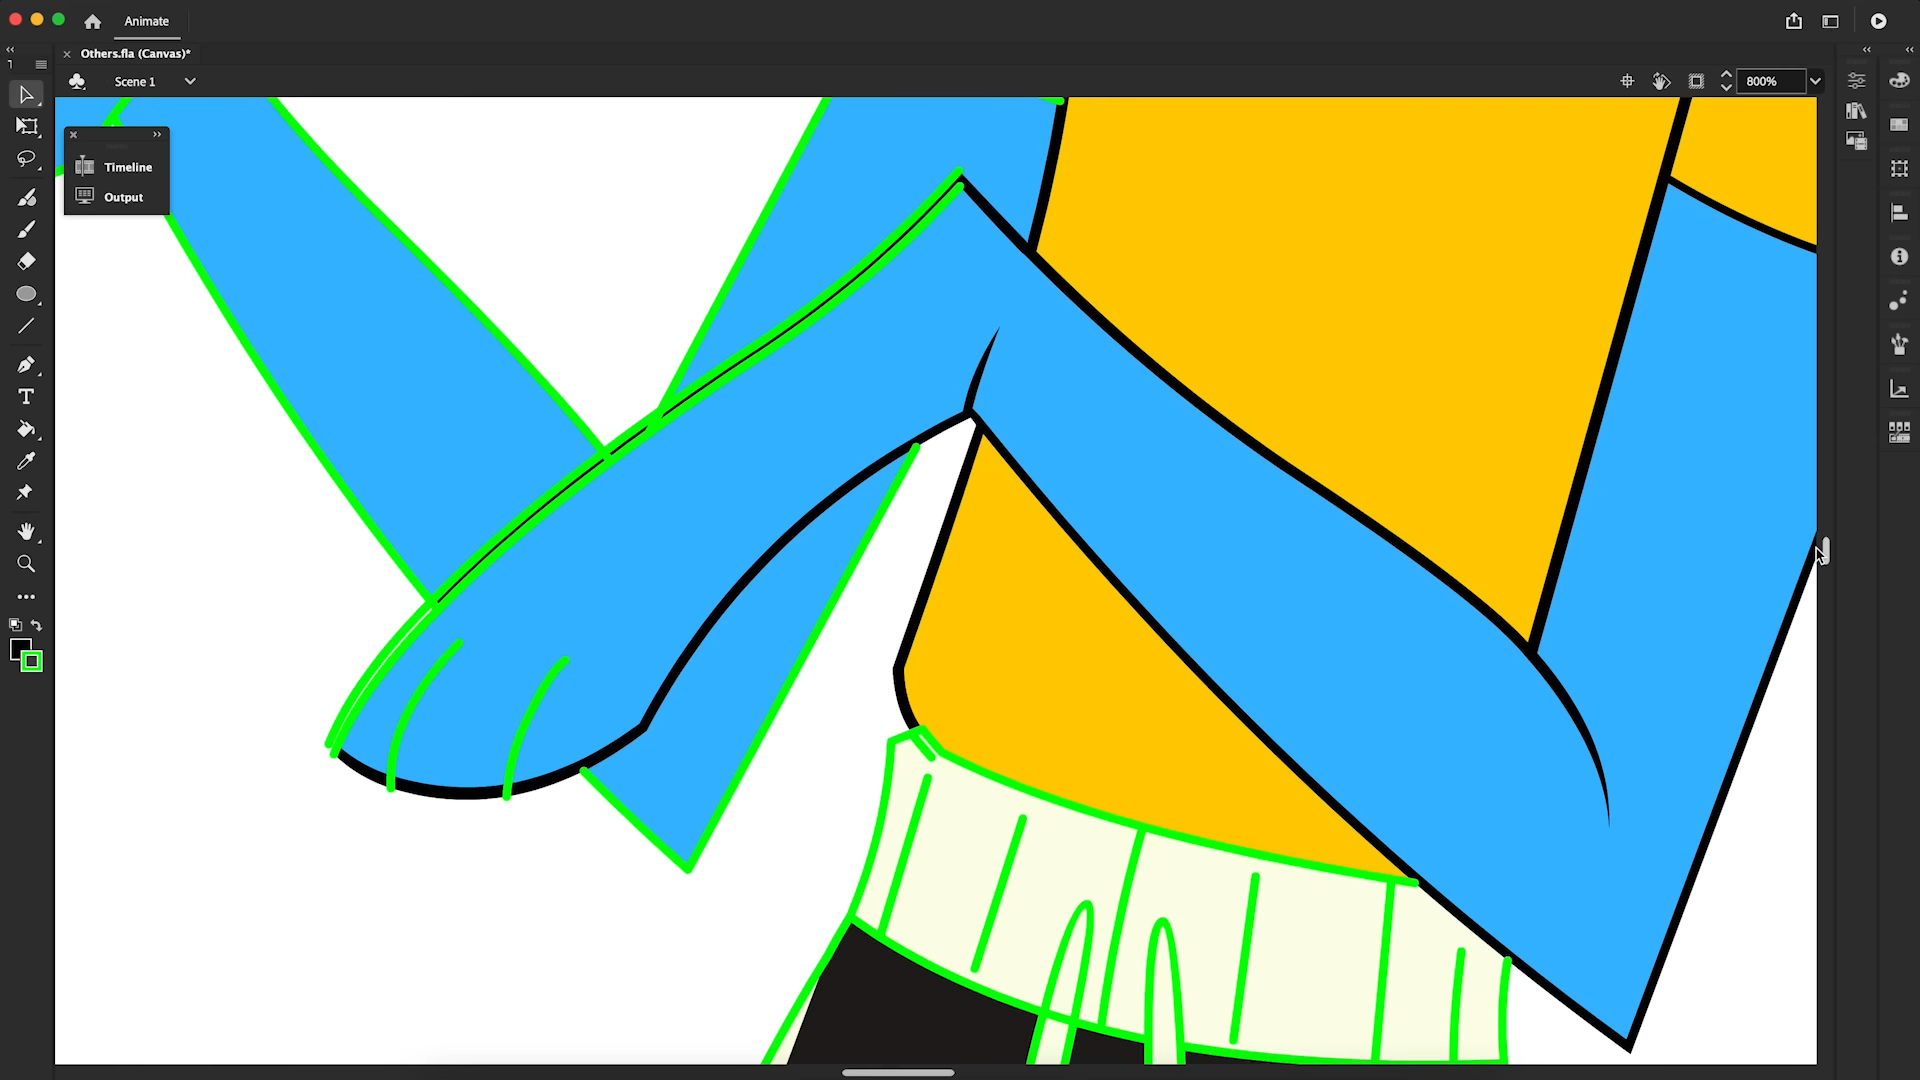 Animate
Others.fla (Canvas)*
Scene 1
800%
Timeline
Output